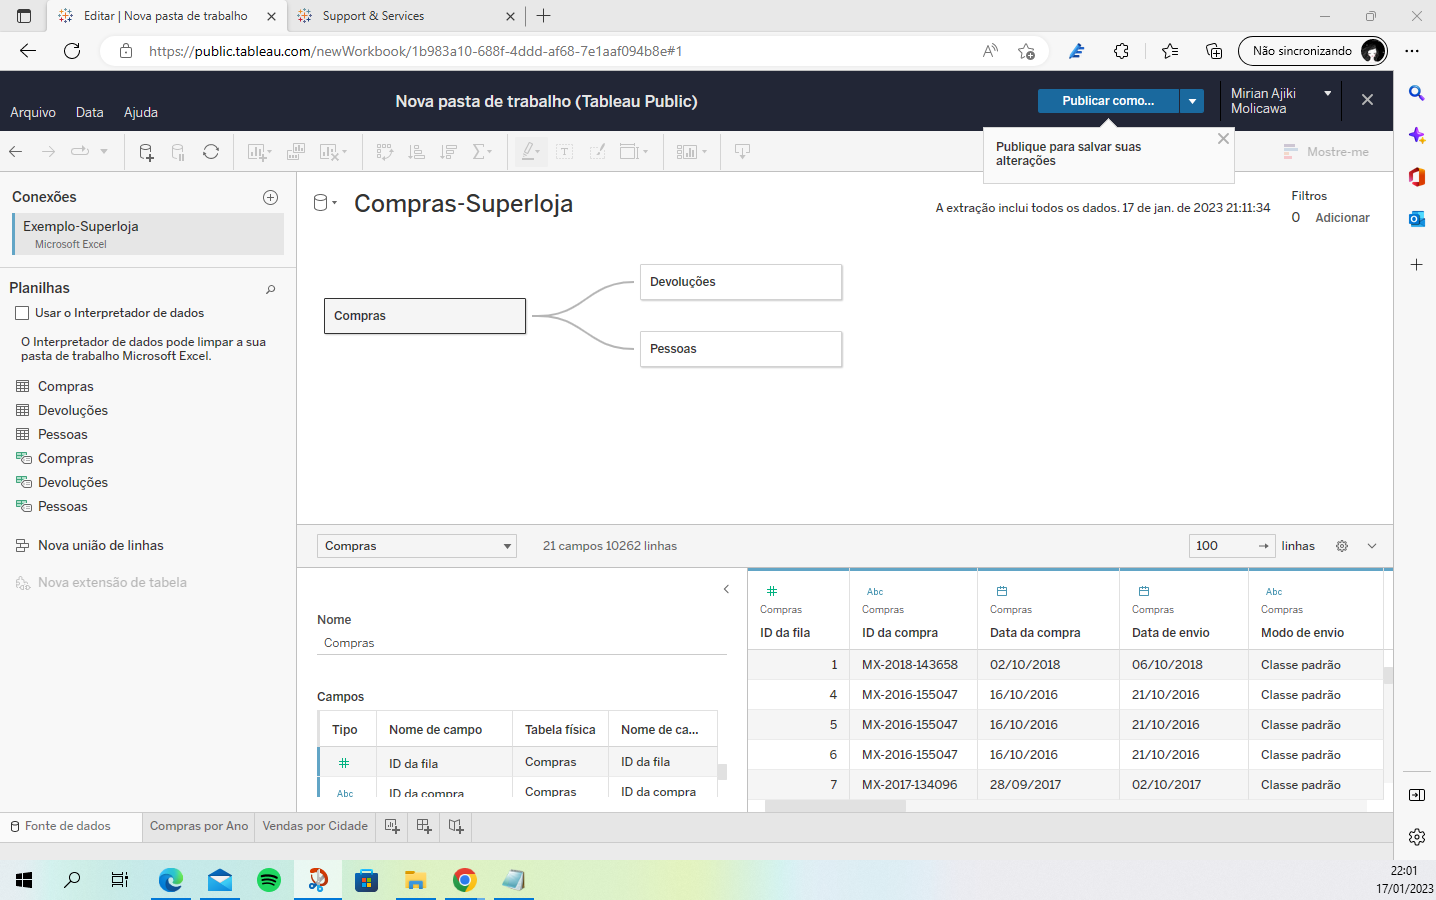 Editar | Nova pasta de trabalho
Support & Services
https://public.tableau.com/newWorkbook/1b983a10-688f-4ddd-af68-7e1aaf094b8e#1
Não sincronizando
Arquivo Data Ajuda
Nova pasta de trabalho (Tableau Public)
Publicar como...
Mirian Ajiki
Molicawa
Publique para salvar suas
alterações
Mostre-me
Conexões
Exemplo-Superloja
Microsoft Excel
Planilhas
Usar o Interpretador de dados
O Interpretador de dados pode limpar a sua
pasta de trabalho Microsoft Excel.
Compras
Devoluções
Pessoas
Compras
Devoluções
Pessoas
Nova união de linhas
Nova extensão de tabela
Compras-Superloja
A extração inclui todos os dados. 17 de jan. de 2023 21:11:34
Filtros
0 Adicionar
Compras
Devoluções
Pessoas
Compras
21 campos 10262 linhas
100 linhas
Nome
Compras
Campos
Tipo Nome de campo Tabela física Nome de ca...
ID da fila Compras ID da fila
Abc ID da compra Compras ID da compra
Abc Abc
Compras Compras Compras Compras Compras
ID da fila ID da compra Data da compra Data de envio Modo de envio
1 MX-2018-143658 02/10/2018 06/10/2018 Classe padrão
4 MX-2016-155047 16/10/2016 21/10/2016 Classe padrão
5 MX-2016-155047 16/10/2016 21/10/2016 Classe padrão
6 MX-2016-155047 16/10/2016 21/10/2016 Classe padrão
7 MX-2017-134096 28/09/2017 02/10/2017 Classe padrão
Fonte de dados Compras por Ano Vendas por Cidade
22:01
17/01/2023